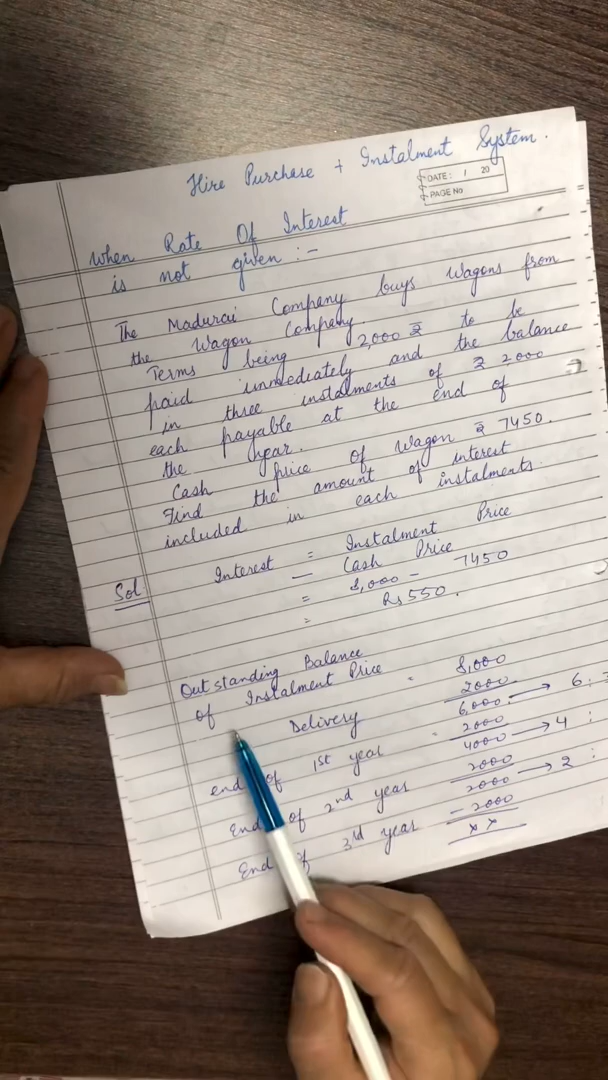 Hire Purchase + Instalment System.
DATE: / 20
PAGE No
When Rate Of Interest
is not given :-
The Madurai Company buys Wagons from
the Wagon Company
Terms being 2,000 ₹ to be
paid immediately and the balance
in three instalments of ₹ 2000
each payable at the end of
the year.
Cash price of Wagon ₹ 7450.
Find the amount of interest
included in each instalments.
Sol Interest = Instalment Price
— Cash Price
= 8,000 - 7450
= Rs 550.
Outstanding Balance
of Instalment Price = 8,000
Delivery 2000
6,000. → 6 :
end of 1st year - 2000
4000 → 4 :
End of 2nd year 2000
2000 → 2 :
End of 3rd year - 2000
x x